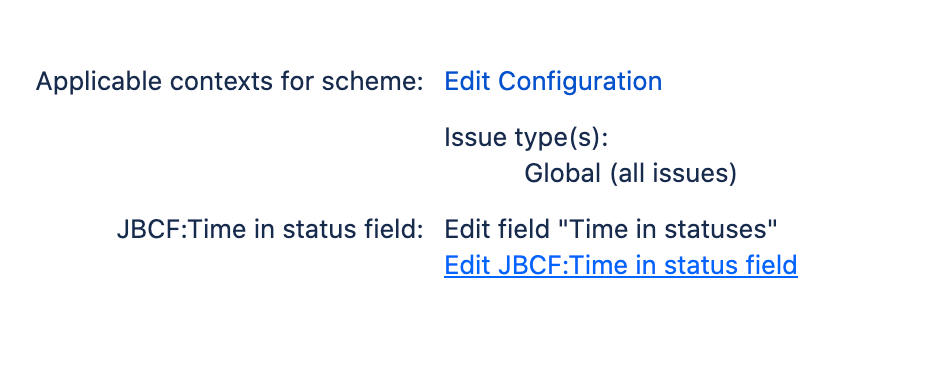 Applicable contexts for scheme: Edit Configuration
Issue type(s):
Global (all issues)
JBCF:Time in status field: Edit field "Time in statuses"
Edit JBCF:Time in status field